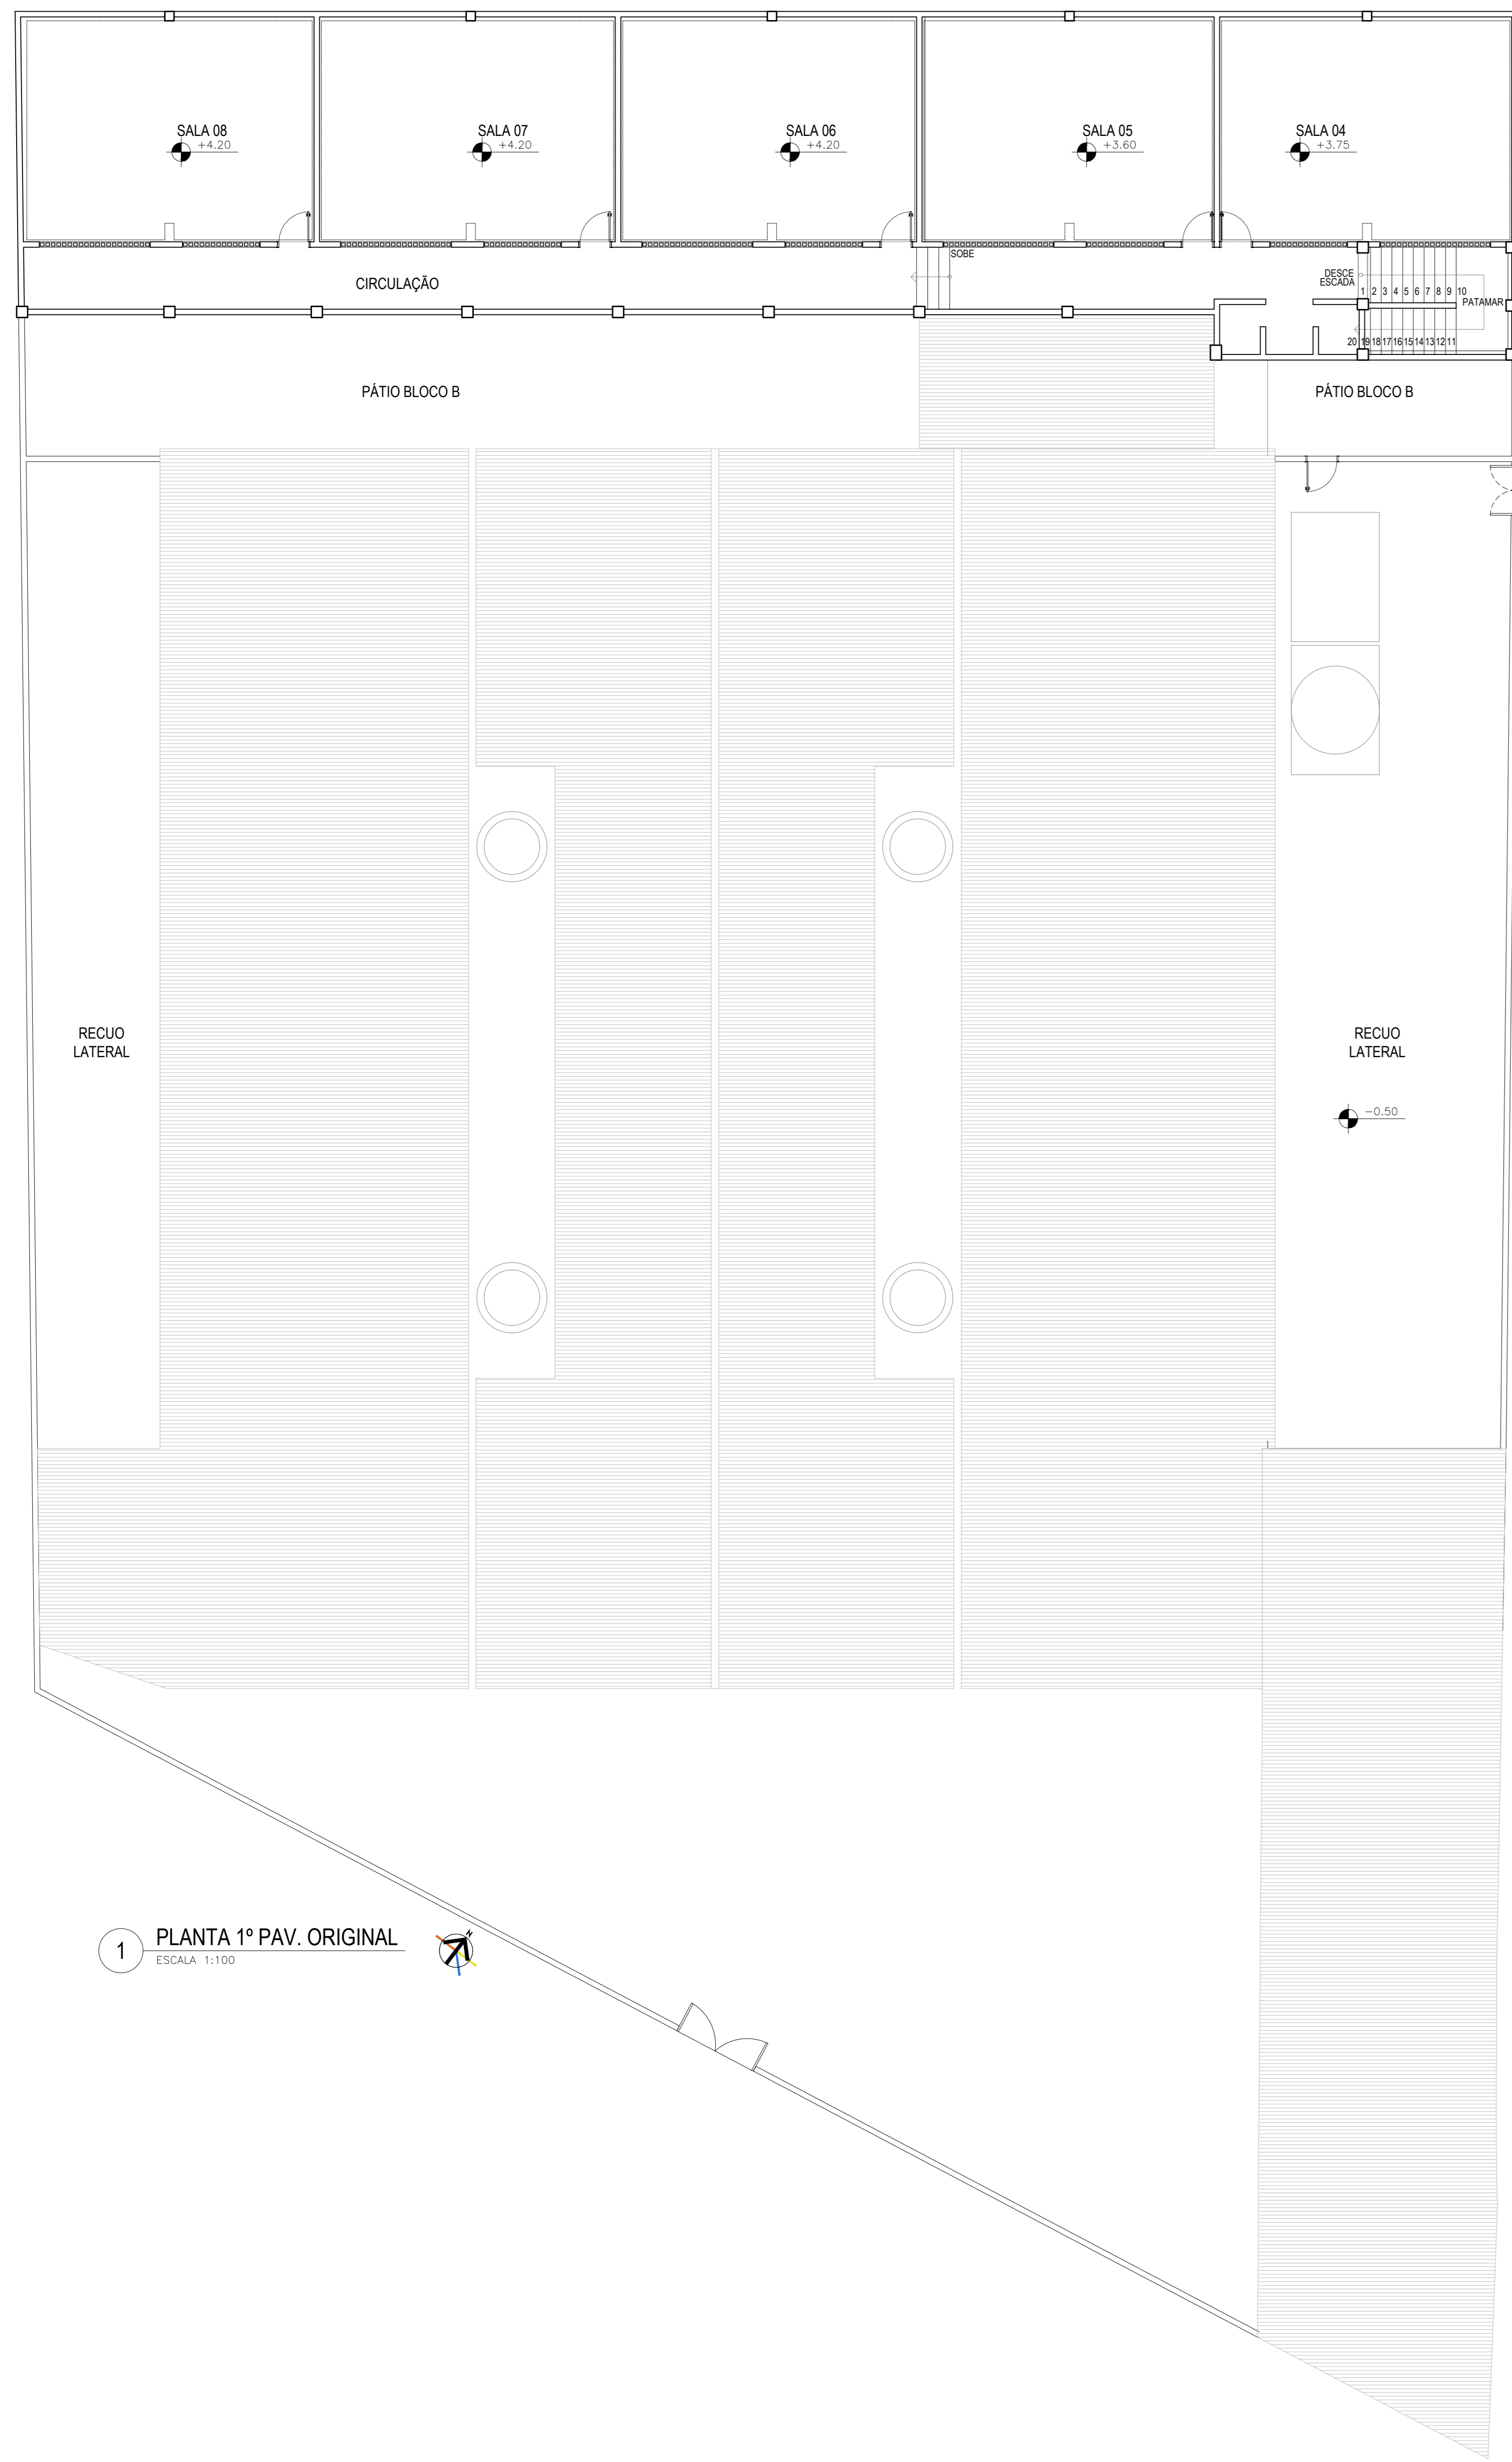 SALA 08
+4.20
SALA 07
+4.20
SALA 06
+4.20
SALA 05
+3.60
SALA 04
+3.75
SOBE
CIRCULAÇÃO
DESCE
ESCADA
1 2 3 4 5 6 7 8 9 10
PATAMAR
20 19 18 17 16 15 14 13 12 11
PÁTIO BLOCO B
PÁTIO BLOCO B
RECUO
LATERAL
RECUO
LATERAL
-0.50
1
PLANTA 1º PAV. ORIGINAL
ESCALA 1:100
N